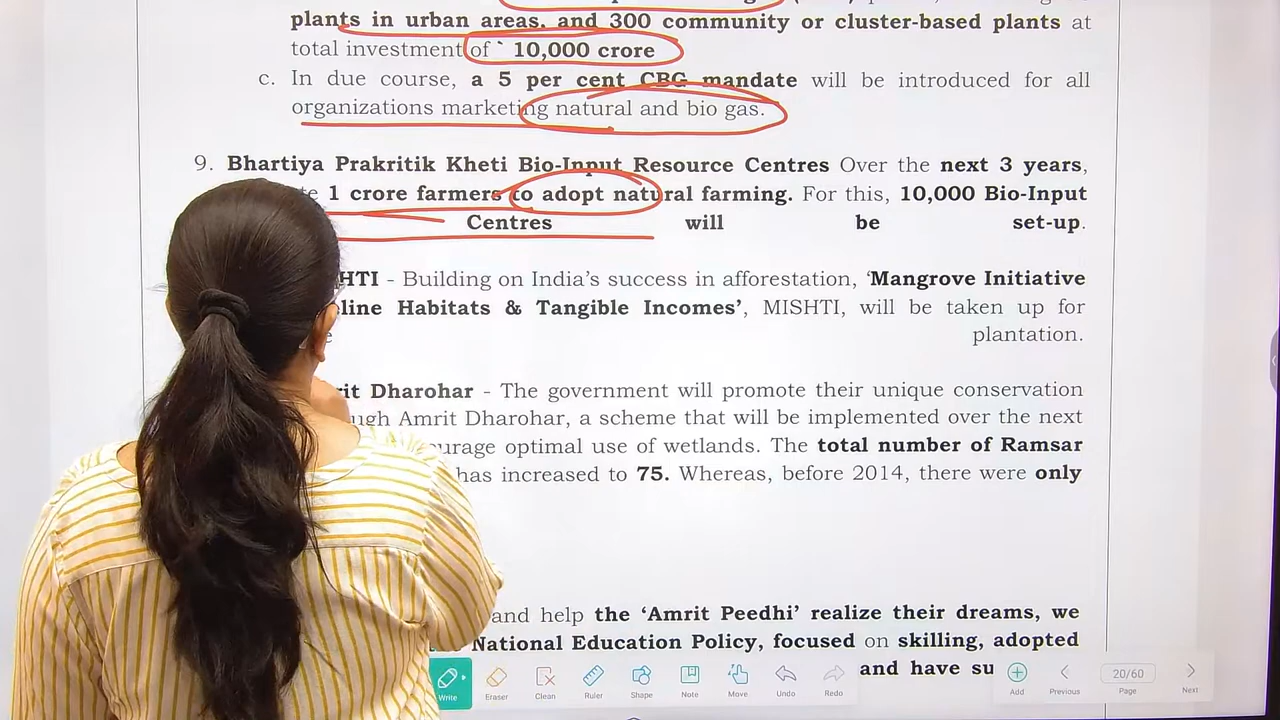 plants in urban areas, and 300 community or cluster-based plants at
total investment of ` 10,000 crore
c. In due course, a 5 per cent CBG mandate will be introduced for all
organizations marketing natural and bio gas.
9. Bhartiya Prakritik Kheti Bio-Input Resource Centres Over the next 3 years,
1 crore farmers to adopt natural farming. For this, 10,000 Bio-Input
Centres will be set-up.
- Building on India's success in afforestation, 'Mangrove Initiative
Habitats & Tangible Incomes', MISHTI, will be taken up for
plantation.
Dharohar - The government will promote their unique conservation
Amrit Dharohar, a scheme that will be implemented over the next
optimal use of wetlands. The total number of Ramsar
has increased to 75. Whereas, before 2014, there were only
and help the 'Amrit Peedhi' realize their dreams, we
National Education Policy, focused on skilling, adopted
and have
Write Eraser Clean Ruler Shape Note Move Undo Redo Add Previous 20/60 Page Next